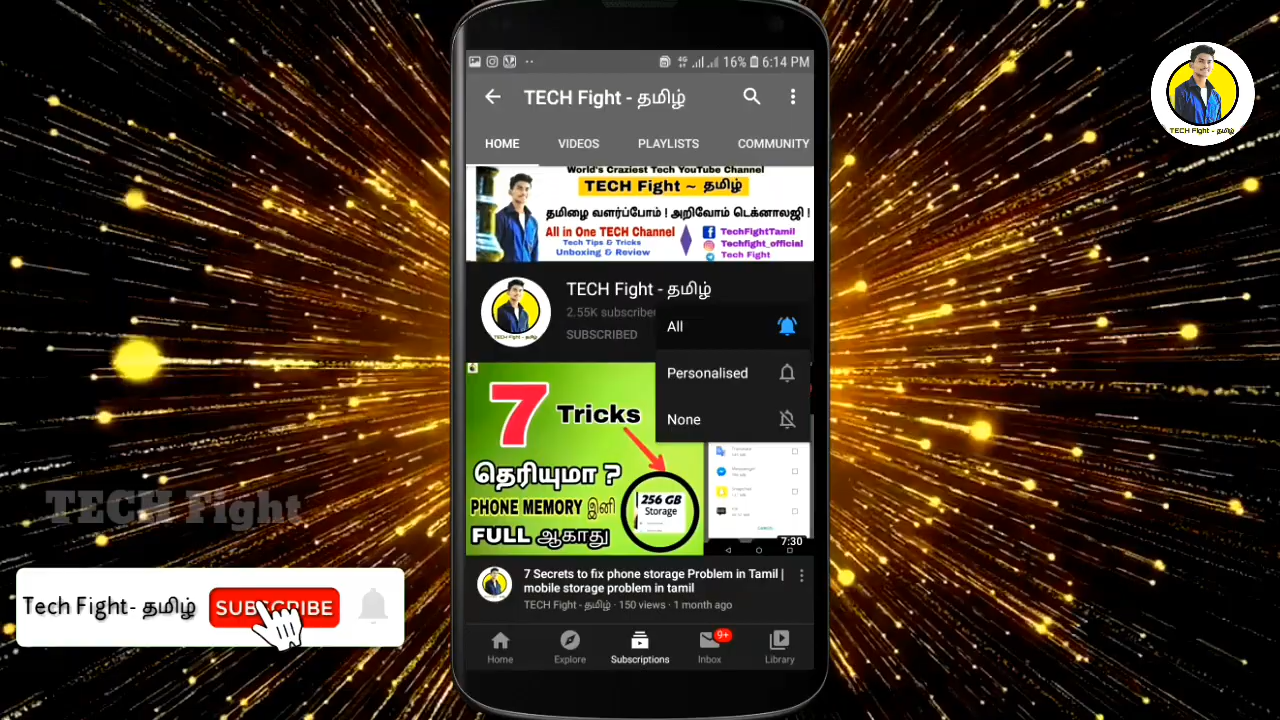 16% 6:14 PM
TECH Fight - தமிழ்
HOME VIDEOS PLAYLISTS COMMUNITY
World's Craziest Tech YouTube Channel
TECH Fight ~ தமிழ்
தமிழை வளர்ப்போம் ! அறிவோம் டெக்னாலஜி !
All in One TECH Channel
Tech Tips & Tricks
Unboxing & Review
TechFightTamil
Techfight_official
Tech Fight
TECH Fight - தமிழ்
2.55K subscriber
SUBSCRIBED
All
Personalised
None
7 Tricks
தெரியுமா ?
PHONE MEMORY இனி
FULL ஆகாது
256 GB
Storage
7:30
7 Secrets to fix phone storage Problem in Tamil |
mobile storage problem in tamil
TECH Fight - தமிழ் · 150 views · 1 month ago
Home Explore Subscriptions Inbox Library
9+
TECH Fight
Tech Fight- தமிழ் SUBSCRIBE
TECH Fight - தமிழ்